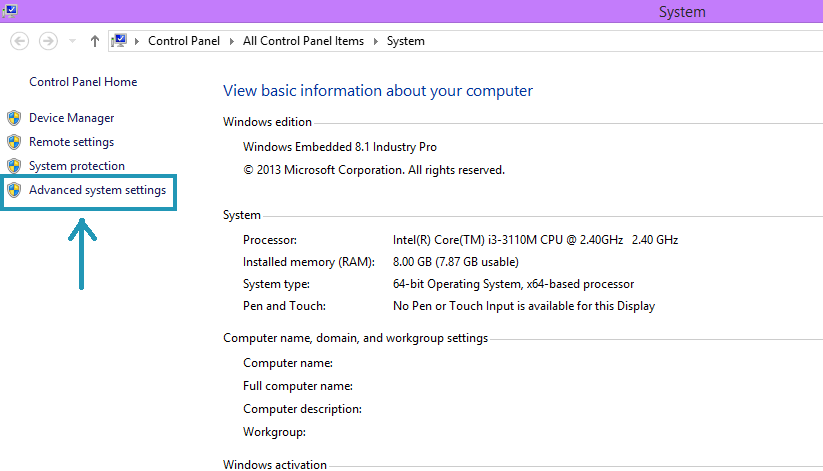 System
Control Panel All Control Panel Items System
Control Panel Home
Device Manager
Remote settings
System protection
Advanced system settings
View basic information about your computer
Windows edition
Windows Embedded 8.1 Industry Pro
© 2013 Microsoft Corporation. All rights reserved.
System
Processor: Intel(R) Core(TM) i3-3110M CPU @ 2.40GHz 2.40 GHz
Installed memory (RAM): 8.00 GB (7.87 GB usable)
System type: 64-bit Operating System, x64-based processor
Pen and Touch: No Pen or Touch Input is available for this Display
Computer name, domain, and workgroup settings
Computer name:
Full computer name:
Computer description:
Workgroup:
Windows activation